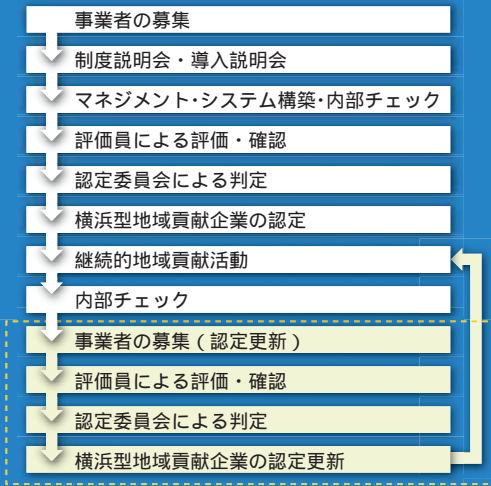 事業者の募集
制度説明会・導入説明会
マネジメント・システム構築・内部チェック
評価員による評価・確認
認定委員会による判定
横浜型地域貢献企業の認定
継続的地域貢献活動
内部チェック
事業者の募集(認定更新)
評価員による評価・確認
認定委員会による判定
横浜型地域貢献企業の認定更新